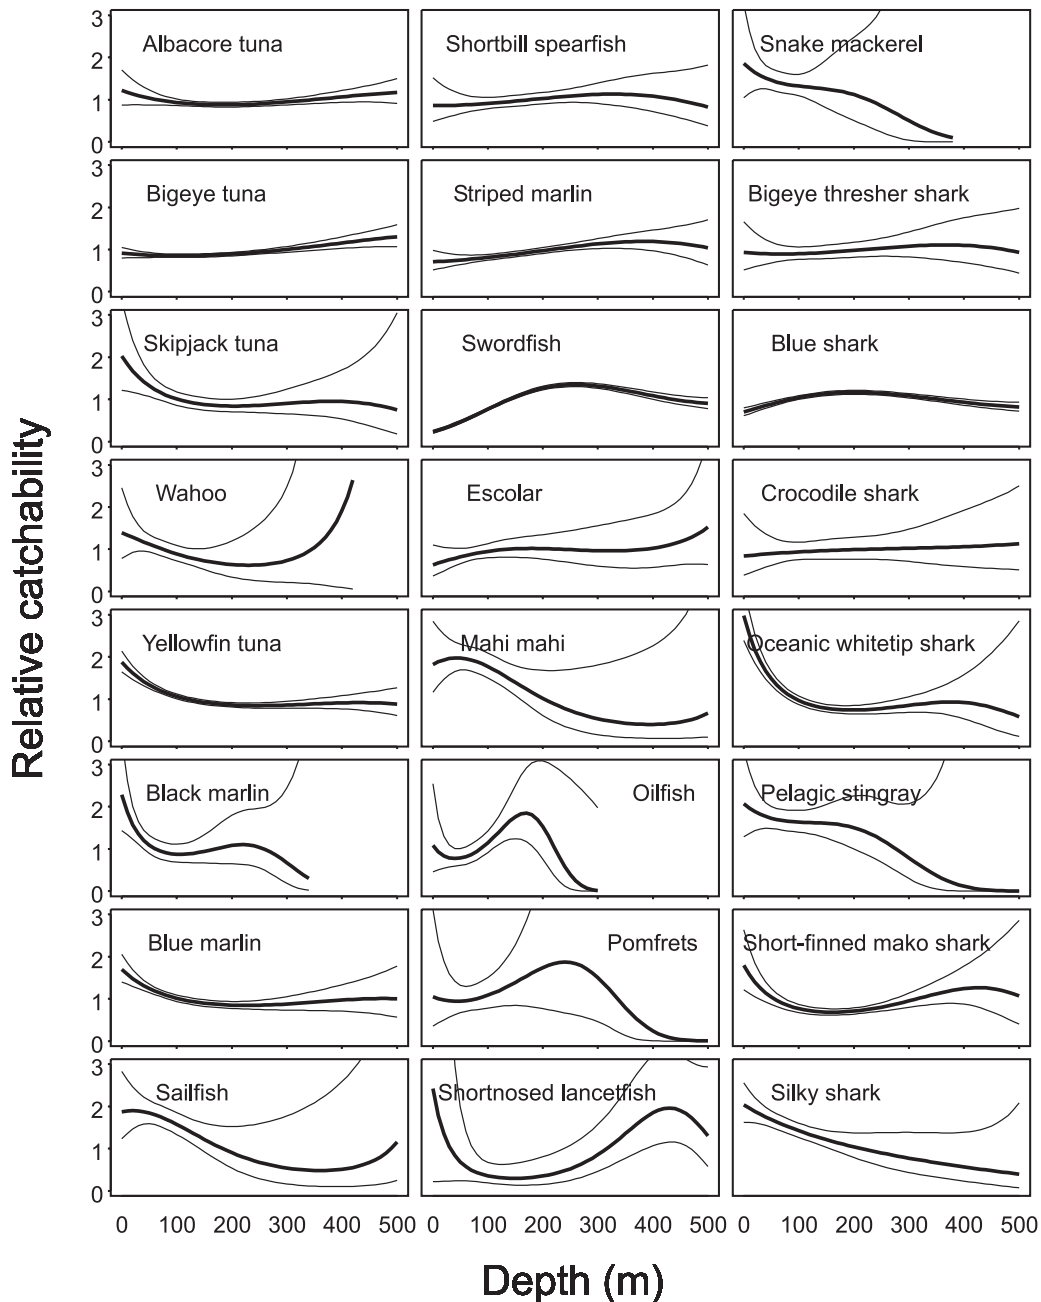 3 Albacore tuna Shortbill spearfish Snake mackerel
2
1
0
3 Bigeye tuna Striped marlin Bigeye thresher shark
2
1
0
3 Skipjack tuna Swordfish Blue shark
2
1
0
3 Wahoo Escolar Crocodile shark
2
1
0
3 Yellowfin tuna Mahi mahi Oceanic whitetip shark
2
1
0
3 Black marlin Oilfish Pelagic stingray
2
1
0
3 Blue marlin Pomfrets Short-finned mako shark
2
1
0
3 Sailfish Shortnosed lancetfish Silky shark
2
1
0
0 100 200 300 400 500 0 100 200 300 400 500 0 100 200 300 400 500
Relative catchability
Depth (m)